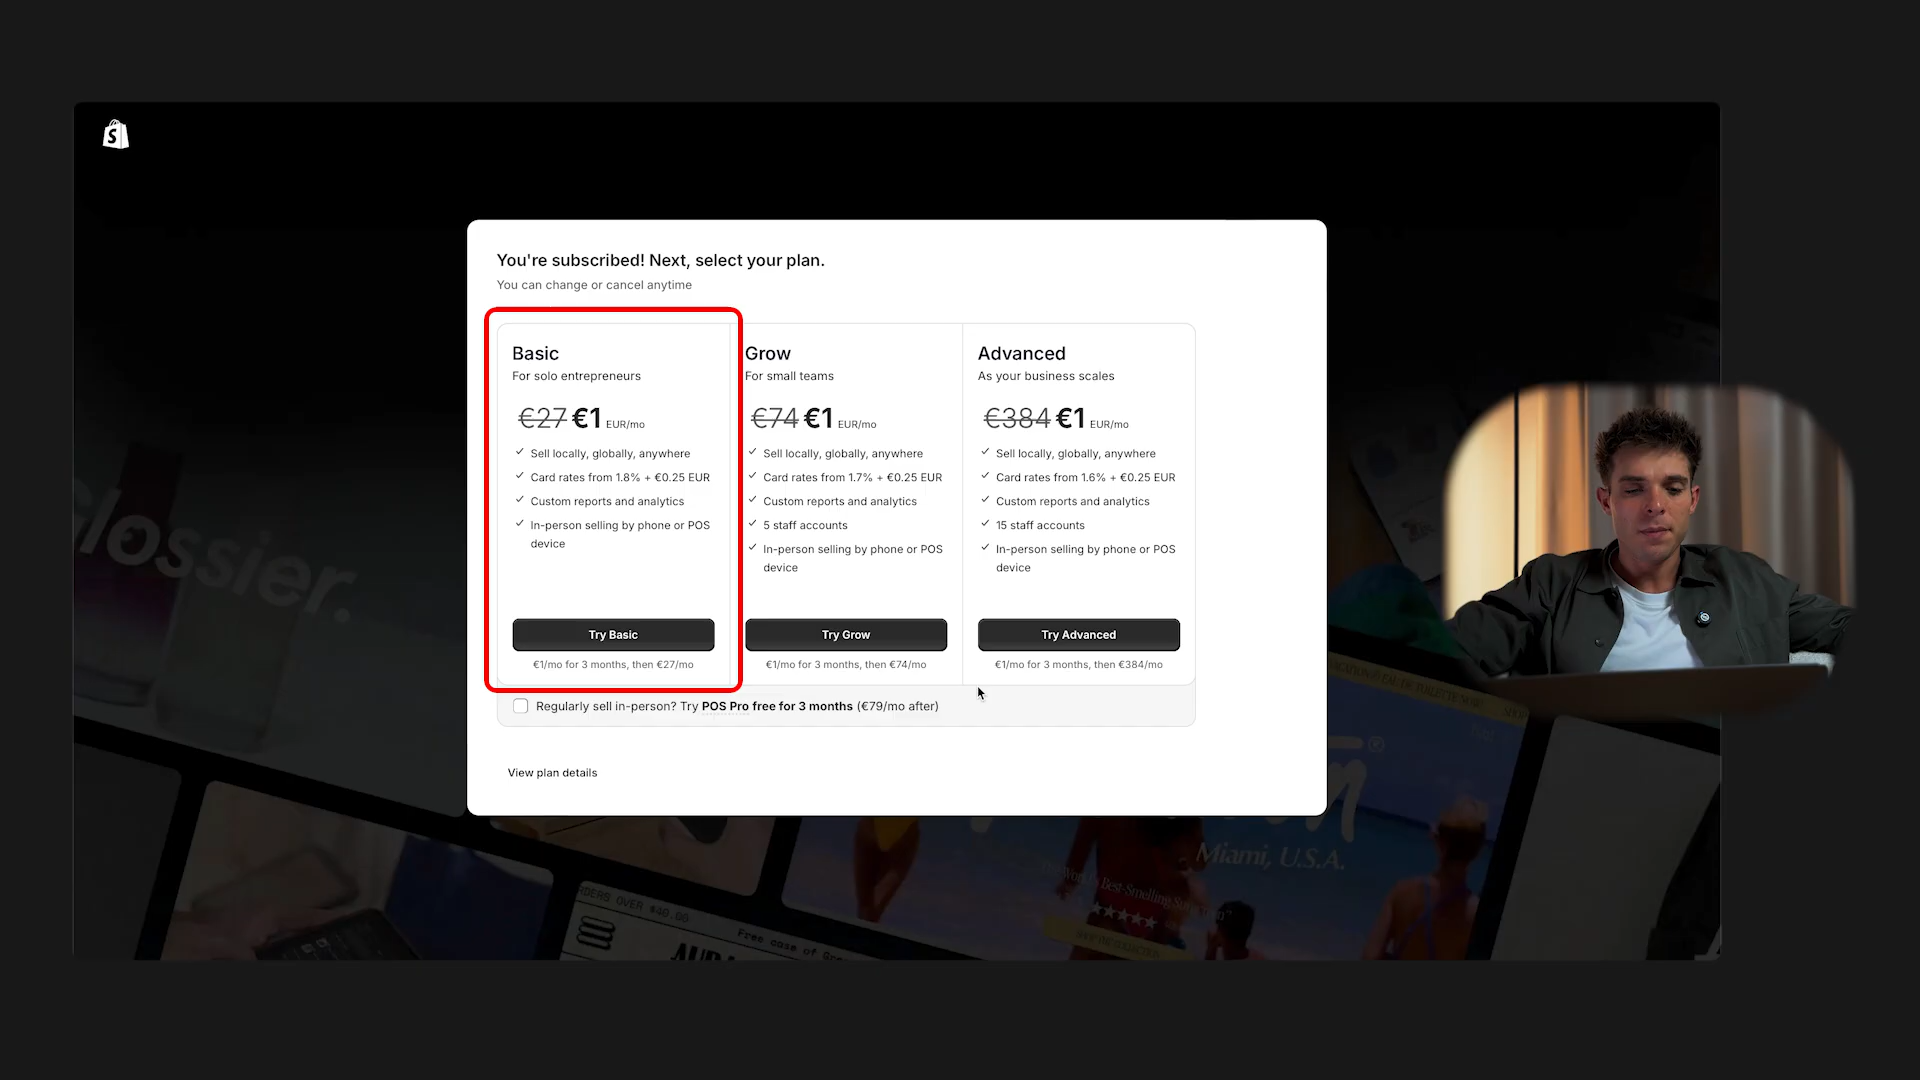 You're subscribed! Next, select your plan.
You can change or cancel anytime
Basic
For solo entrepreneurs
€27 €1 EUR/mo
Sell locally, globally, anywhere
Card rates from 1.8% + €0.25 EUR
Custom reports and analytics
In-person selling by phone or POS
device
Try Basic
€1/mo for 3 months, then €27/mo
Grow
For small teams
€74 €1 EUR/mo
Sell locally, globally, anywhere
Card rates from 1.7% + €0.25 EUR
Custom reports and analytics
5 staff accounts
In-person selling by phone or POS
device
Try Grow
€1/mo for 3 months, then €74/mo
Advanced
As your business scales
€384 €1 EUR/mo
Sell locally, globally, anywhere
Card rates from 1.6% + €0.25 EUR
Custom reports and analytics
15 staff accounts
In-person selling by phone or POS
device
Try Advanced
€1/mo for 3 months, then €384/mo
Regularly sell in-person? Try POS Pro free for 3 months (€79/mo after)
View plan details
Glossier.
Miami, U.S.A.
OVER $40.00
Free case of